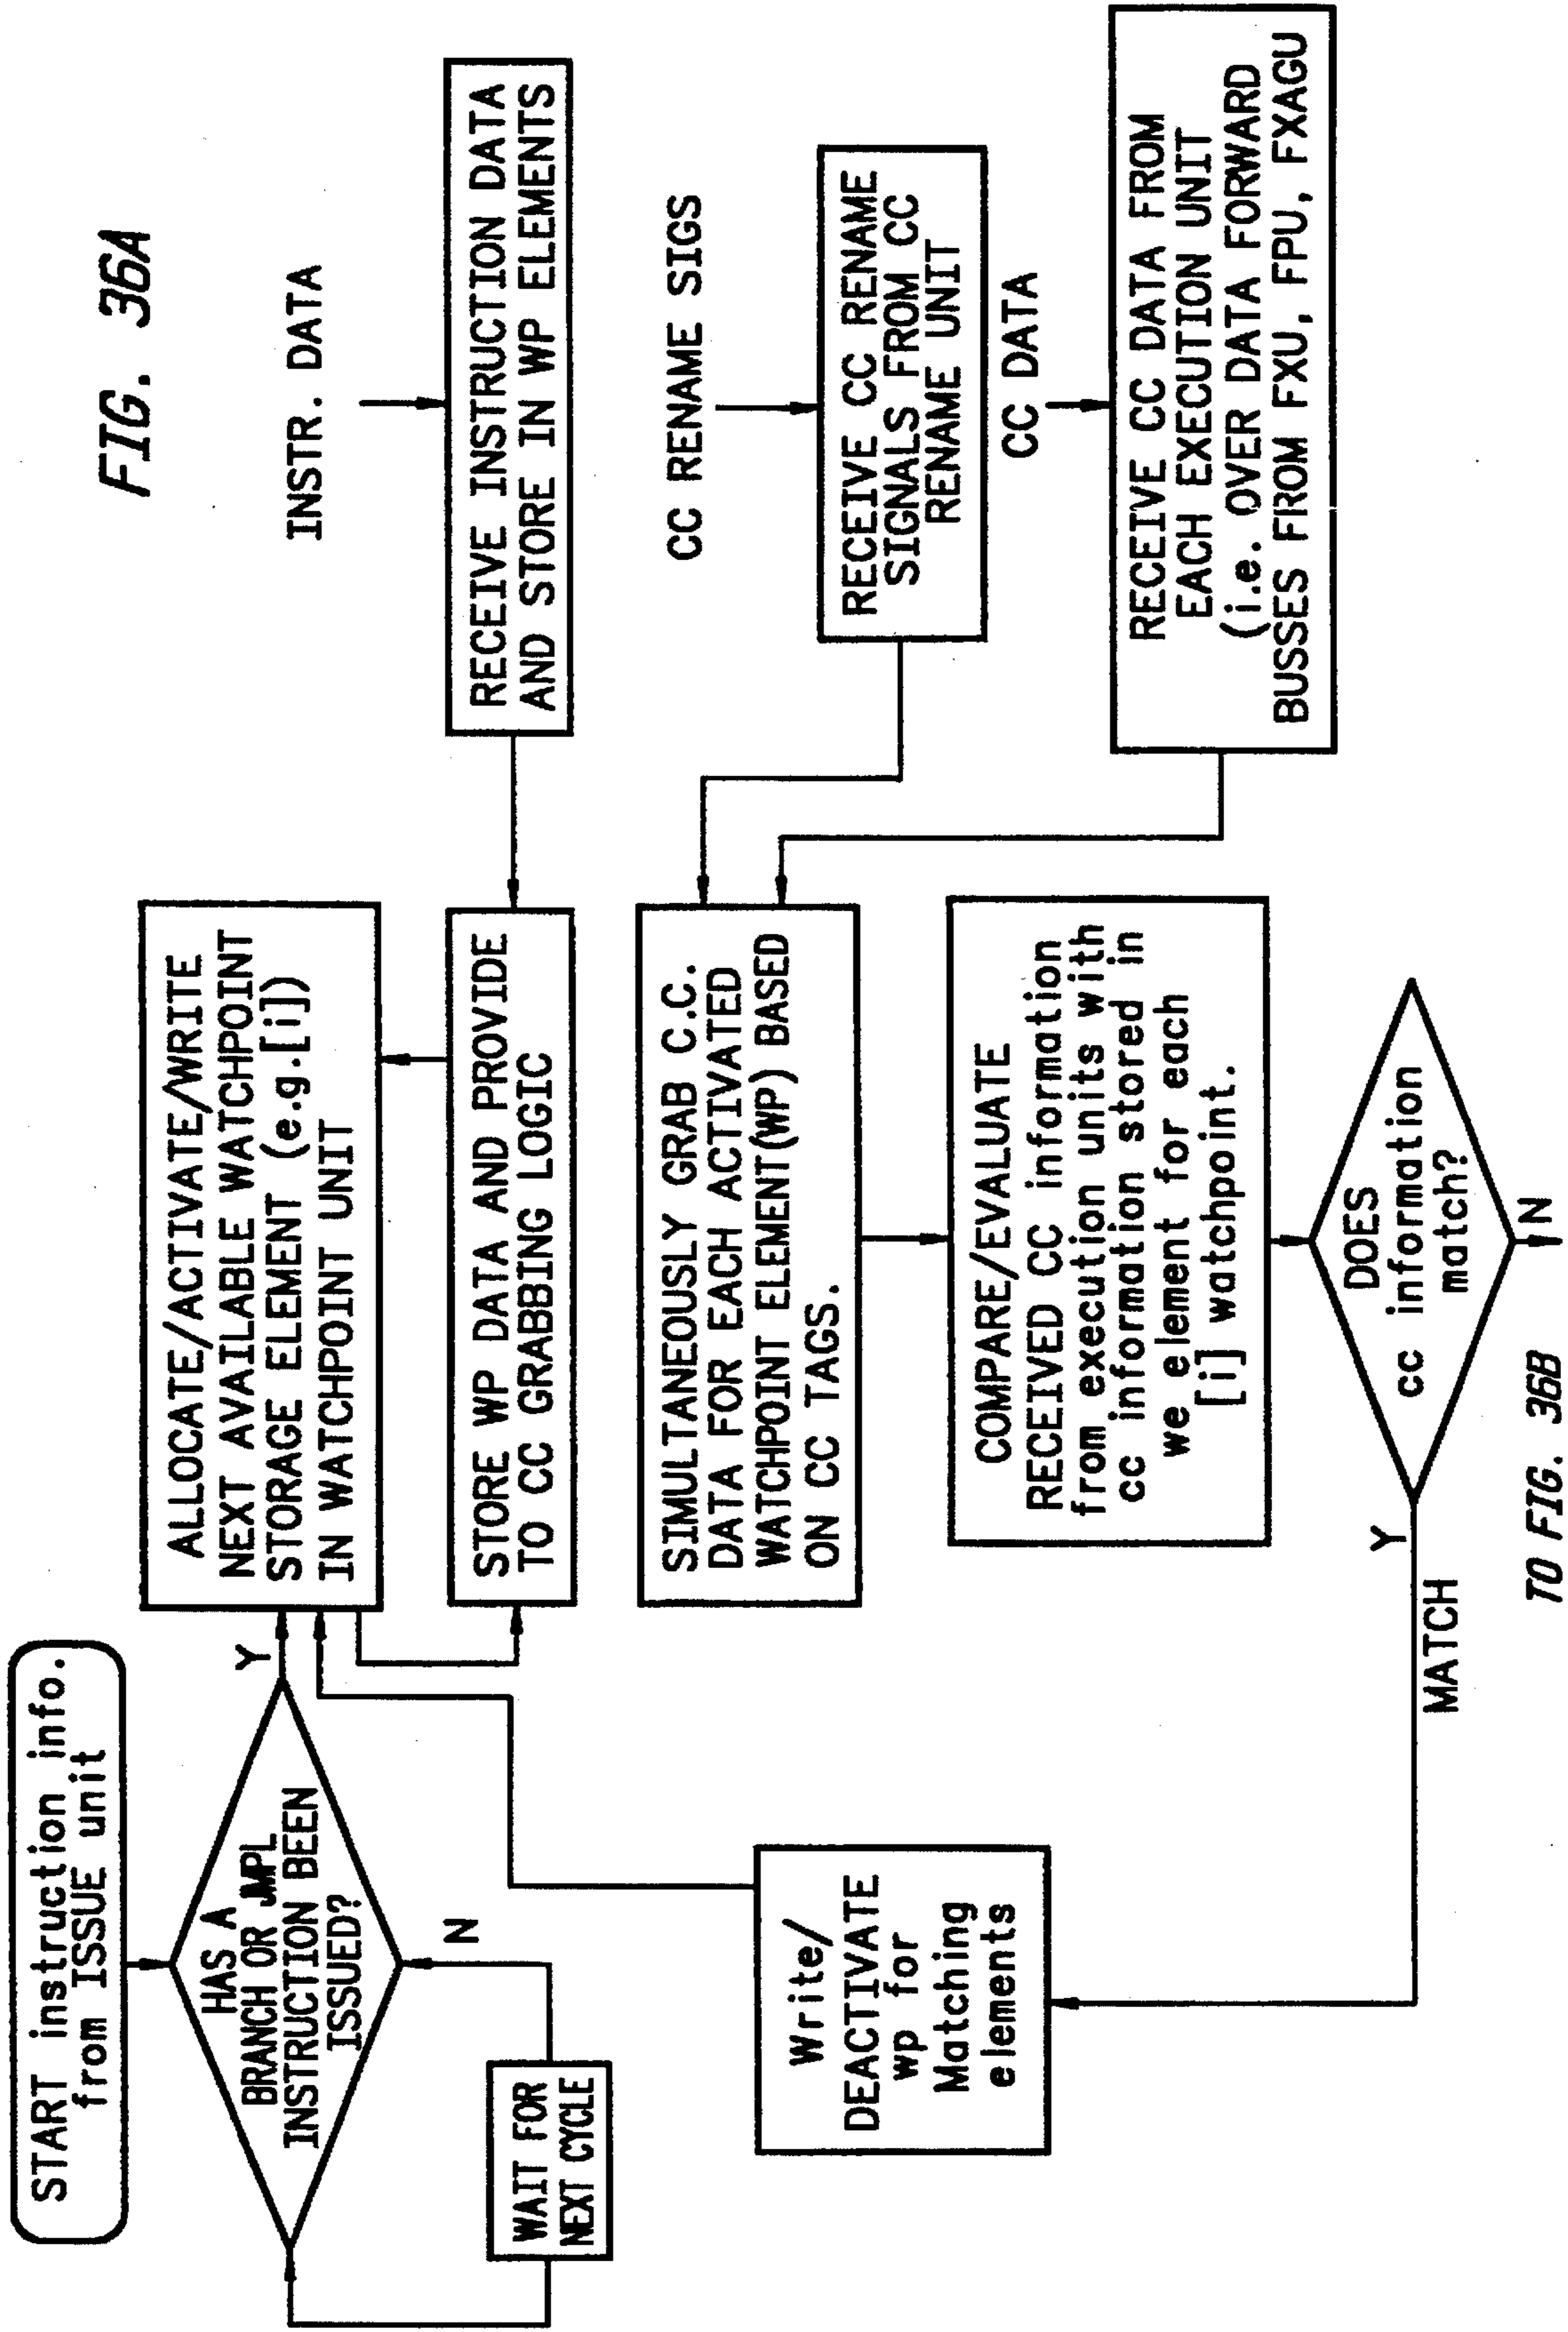 FIG. 36A
START instruction info.
from ISSUE unit
HAS A
BRANCH OR JMPL
INSTRUCTION BEEN
ISSUED?
Y
N
WAIT FOR
NEXT CYCLE
ALLOCATE/ACTIVATE/WRITE
NEXT AVAILABLE WATCHPOINT
STORAGE ELEMENT (e.g.[i])
IN WATCHPOINT UNIT
INSTR. DATA
RECEIVE INSTRUCTION DATA
AND STORE IN WP ELEMENTS
STORE WP DATA AND PROVIDE
TO CC GRABBING LOGIC
CC RENAME SIGS
RECEIVE CC RENAME
SIGNALS FROM CC
RENAME UNIT
SIMULTANEOUSLY GRAB C.C.
DATA FOR EACH ACTIVATED
WATCHPOINT ELEMENT(WP) BASED
ON CC TAGS.
CC DATA
RECEIVE CC DATA FROM
EACH EXECUTION UNIT
(i.e. OVER DATA FORWARD
BUSSES FROM FXU, FPU, FXAGU
Write/
DEACTIVATE
wp for
Matching
elements
COMPARE/EVALUATE
RECEIVED CC information
from execution units with
cc information stored in
we element for each
[i] watchpoint.
DOES
cc information
match?
Y
MATCH
N
TO FIG. 36B